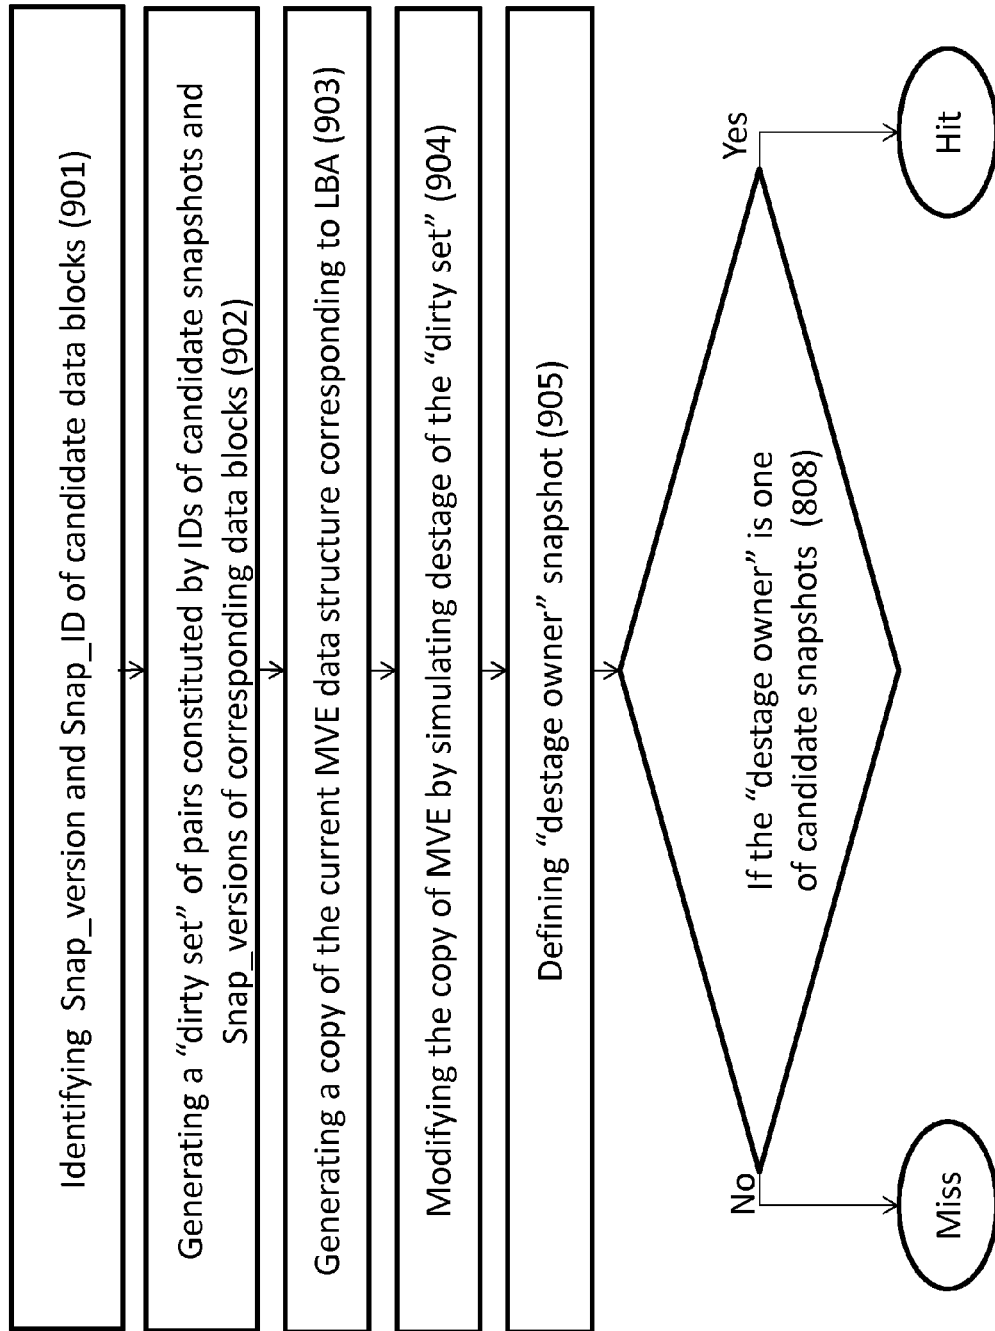 Identifying Snap_version and Snap_ID of candidate data blocks (901)
Generating a “dirty set” of pairs constituted by IDs of candidate snapshots and
Snap_versions of corresponding data blocks (902)
Generating a copy of the current MVE data structure corresponding to LBA (903)
Modifying the copy of MVE by simulating destage of the “dirty set” (904)
Defining “destage owner” snapshot (905)
If the “destage owner” is one
of candidate snapshots (808)
No
Yes
Miss
Hit